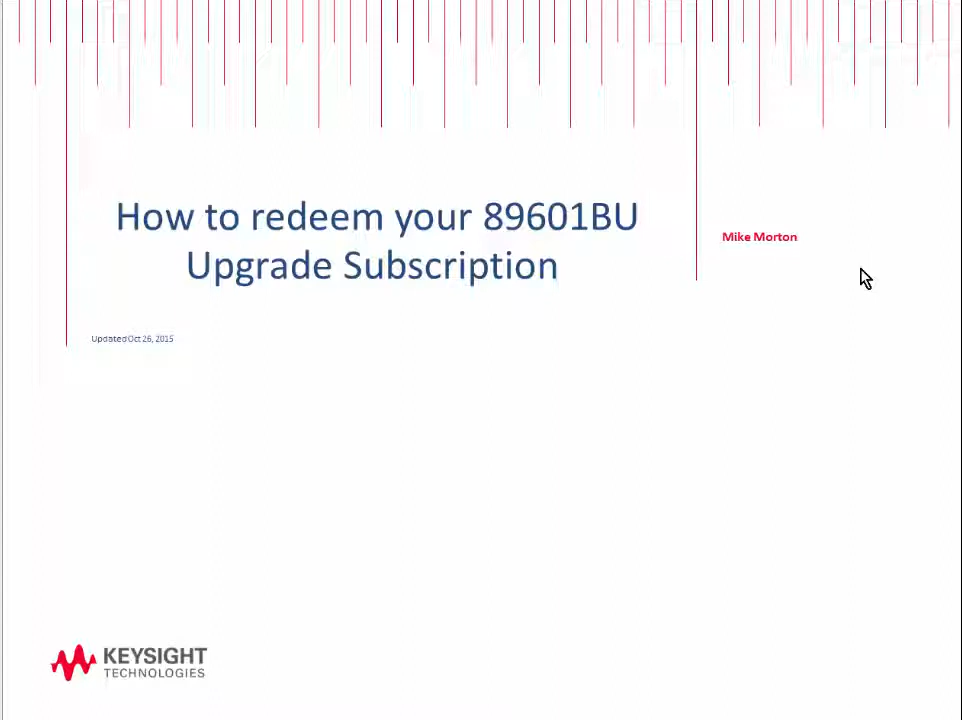 How to redeem your 89601BU
Upgrade Subscription
Mike Morton
Updated Oct 26, 2015
KEYSIGHT
TECHNOLOGIES